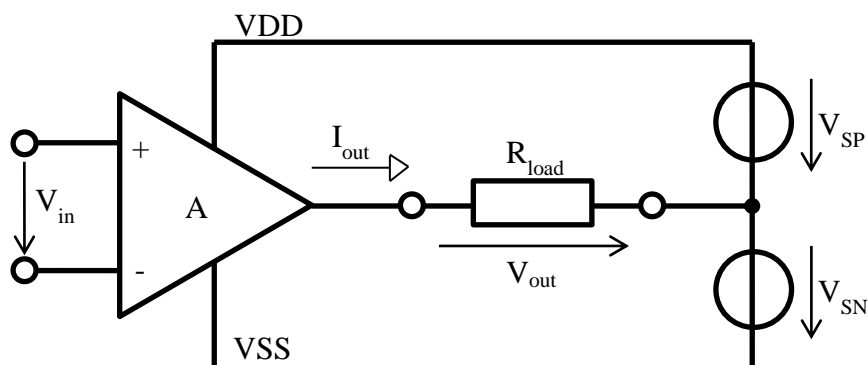 VDD
V_SP
I_out
R_load
+
V_in
A
-
V_out
V_SN
VSS